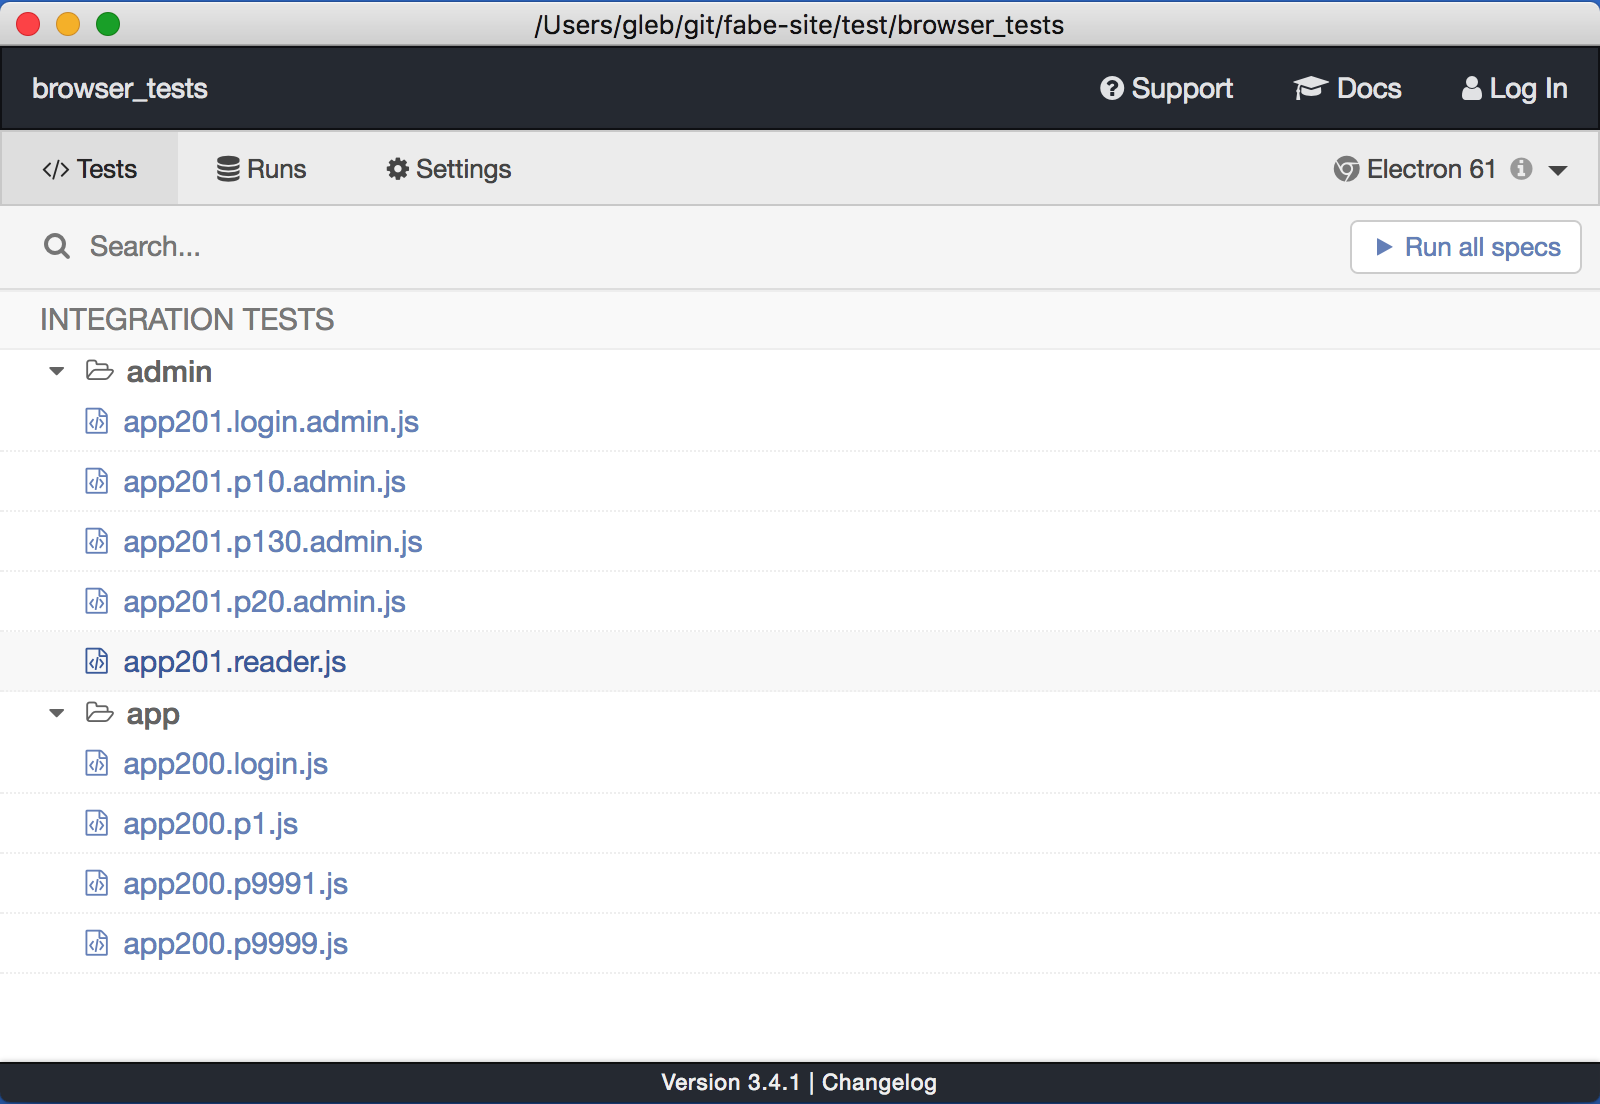 /Users/gleb/git/fabe-site/test/browser_tests
browser_tests
Support
Docs
Log In
Tests
Runs
Settings
Electron 61
Search...
Run all specs
INTEGRATION TESTS
admin
app201.login.admin.js
app201.p10.admin.js
app201.p130.admin.js
app201.p20.admin.js
app201.reader.js
app
app200.login.js
app200.p1.js
app200.p9991.js
app200.p9999.js
Version 3.4.1 | Changelog